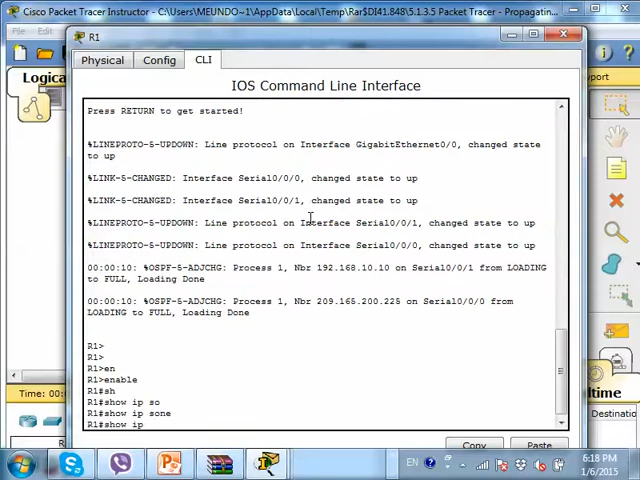 Cisco Packet Tracer Instructor - C:\Users\MEUNDO~1\AppData\Local\Temp\Rar$DI41.848\5.1.3.5 Packet Tracer - Propagatin...
File
R1
Physical
Config
CLI
Logica
port
IOS Command Line Interface
Press RETURN to get started!
%LINEPROTO-5-UPDOWN: Line protocol on Interface GigabitEthernet0/0, changed state
to up
%LINK-5-CHANGED: Interface Serial0/0/0, changed state to up
%LINK-5-CHANGED: Interface Serial0/0/1, changed state to up
%LINEPROTO-5-UPDOWN: Line protocol on Interface Serial0/0/1, changed state to up
%LINEPROTO-5-UPDOWN: Line protocol on Interface Serial0/0/0, changed state to up
00:00:10: %OSPF-5-ADJCHG: Process 1, Nbr 192.168.10.10 on Serial0/0/1 from LOADING
to FULL, Loading Done
00:00:10: %OSPF-5-ADJCHG: Process 1, Nbr 209.165.200.225 on Serial0/0/0 from
LOADING to FULL, Loading Done
R1>
R1>
R1>en
R1>enable
R1#sh
R1#show ip so
R1#show ip sone
R1#show ip
Time: 00:0
ltime
Destinatio
Copy
Paste
EN
6:18 PM
1/6/2015